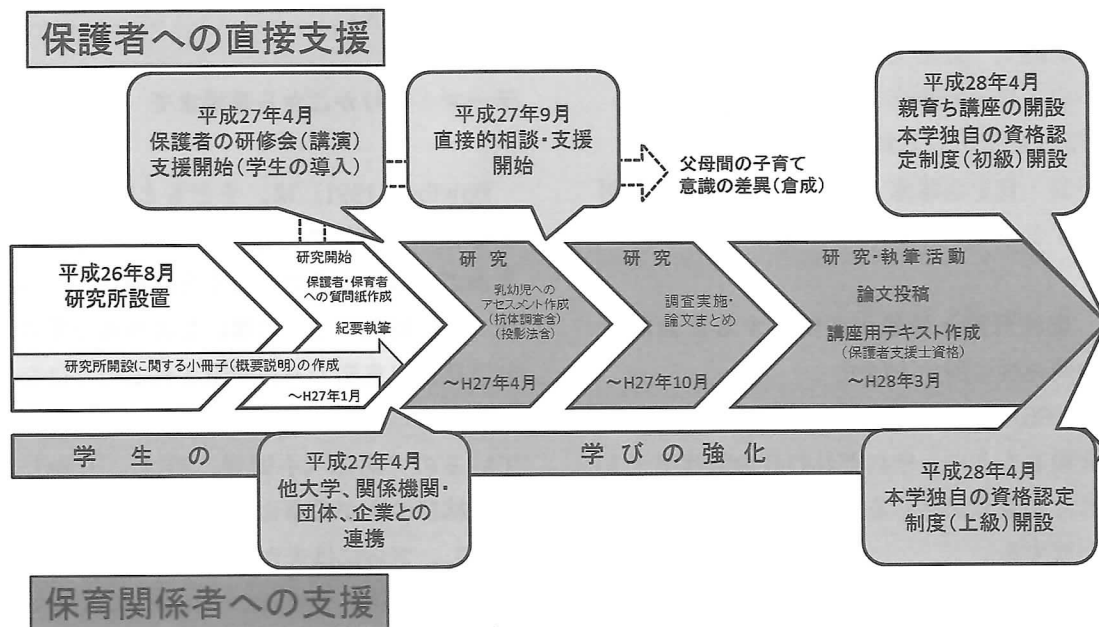 保護者への直接支援
平成27年4月
保護者の研修会(講演)
支援開始(学生の導入)
平成27年9月
直接的相談・支援
開始
父母間の子育て
意識の差異(倉成)
平成28年4月
親育ち講座の開設
本学独自の資格認
定制度(初級)開設
平成26年8月
研究所設置
研究開始
保護者・保育者
への質問紙作成
紀要執筆
～H27年1月
研究所開設に関する小冊子(概要説明)の作成
研究
乳幼児への
アセスメント作成
(抗体調査含)
(投影法含)
～H27年4月
研究
調査実施・
論文まとめ
～H27年10月
研究・執筆活動
論文投稿
講座用テキスト作成
(保護者支援士資格)
～H28年3月
学生の　学びの強化
平成27年4月
他大学、関係機関・
団体、企業との
連携
平成28年4月
本学独自の資格認定
制度(上級)開設
保育関係者への支援